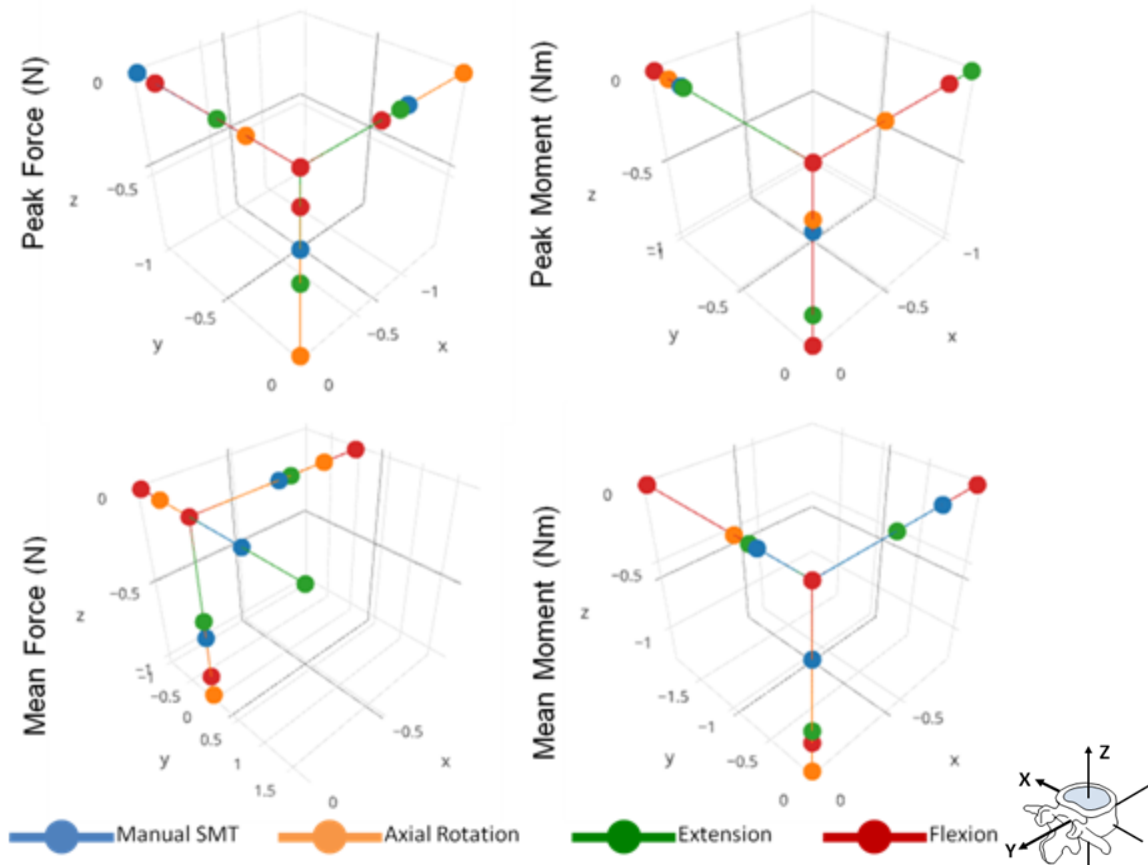 Peak Force (N)
0
−0.5
z
−1
−0.5
y
0
0
−0.5
−1
x
Peak Moment (Nm)
0
−0.5
z
−1
−1
−0.5
y
0
0
−0.5
−1
x
Mean Force (N)
0
−0.5
z
−1
−1
−0.5
0
0.5
1
1.5
y
0
−0.5
x
Mean Moment (Nm)
0
−0.5
z
−1
−1.5
−1
−0.5
y
0
0
−0.5
x
Z
X
Y
Manual SMT Axial Rotation Extension Flexion